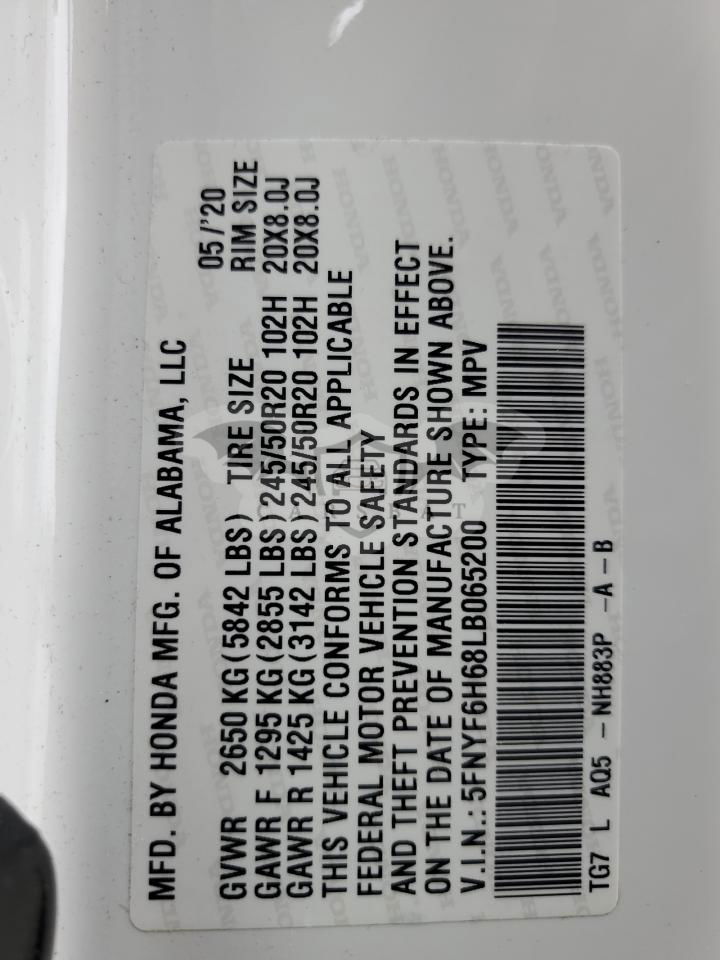 MFD. BY HONDA MFG. OF ALABAMA, LLC
05/'20
GVWR 2650 KG(5842 LBS) TIRE SIZE RIM SIZE
GAWR F 1295 KG(2855 LBS) 245/50R20 102H 20X8.0J
GAWR R 1425 KG(3142 LBS) 245/50R20 102H 20X8.0J
THIS VEHICLE CONFORMS TO ALL APPLICABLE
FEDERAL MOTOR VEHICLE SAFETY
AND THEFT PREVENTION STANDARDS IN EFFECT
ON THE DATE OF MANUFACTURE SHOWN ABOVE.
V.I.N.: 5FNYF6H68LB065200 TYPE: MPV
TG7 L AQ5 - NH883P -A - B
HONDA